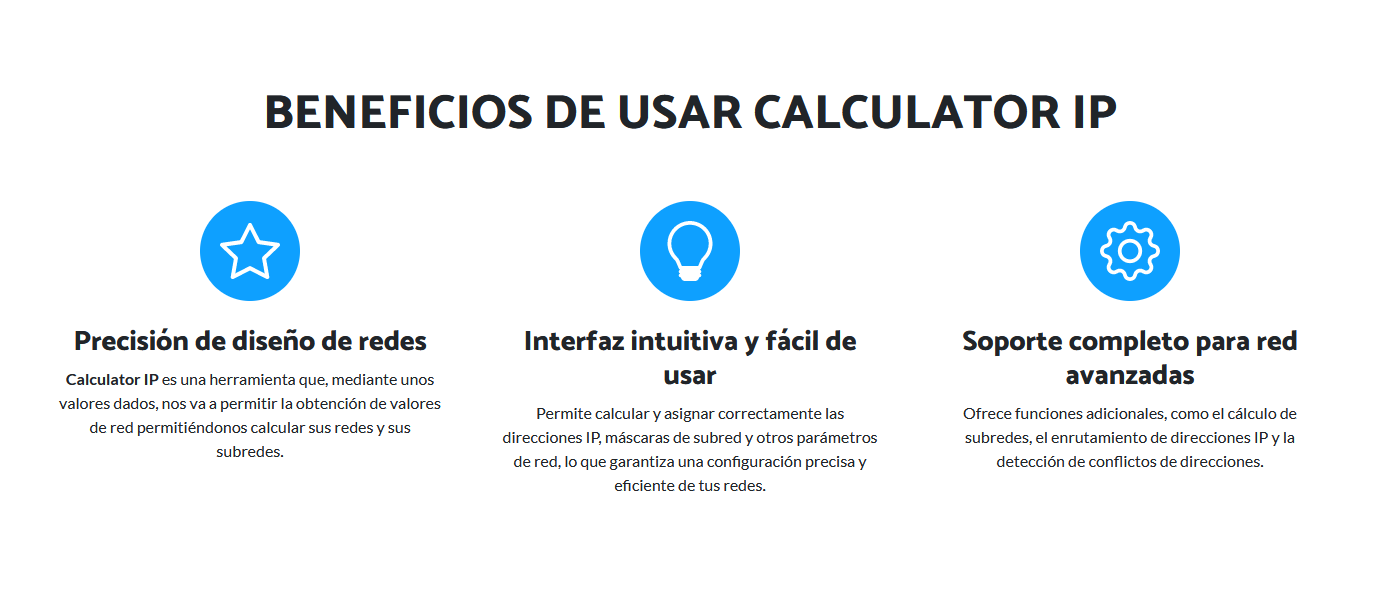 BENEFICIOS DE USAR CALCULATOR IP
Precisión de diseño de redes
Calculator IP es una herramienta que, mediante unos
valores dados, nos va a permitir la obtención de valores
de red permitiéndonos calcular sus redes y sus
subredes.
Interfaz intuitiva y fácil de
usar
Permite calcular y asignar correctamente las
direcciones IP, máscaras de subred y otros parámetros
de red, lo que garantiza una configuración precisa y
eficiente de tus redes.
Soporte completo para red
avanzadas
Ofrece funciones adicionales, como el cálculo de
subredes, el enrutamiento de direcciones IP y la
detección de conflictos de direcciones.